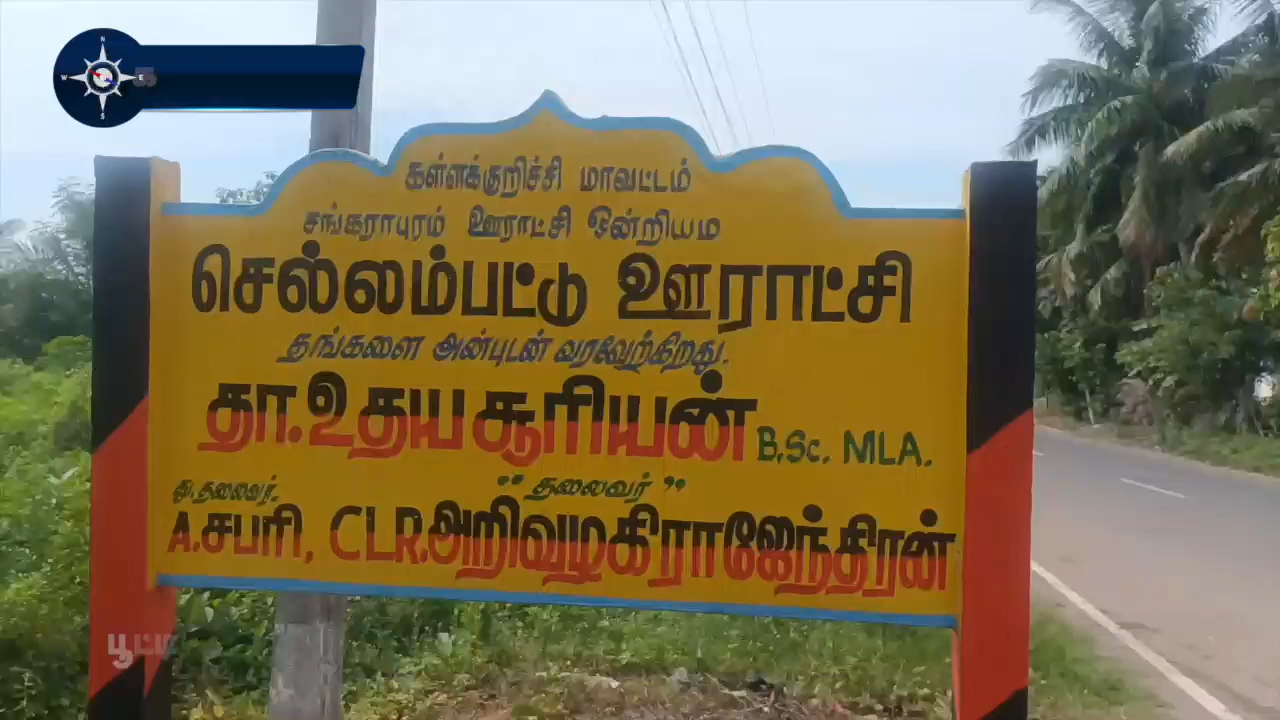 கள்ளக்குறிச்சி மாவட்டம்
சங்கராபுரம் ஊராட்சி ஒன்றியம
செல்லம்பட்டு ஊராட்சி
தங்களை அன்புடன் வரவேற்கிறது.
தா.உதயசூரியன் B.Sc. MLA.
து.தலைவர். "தலைவர்"
A.சபரி, CLR.அறிவழகிராஜேந்திரன்
N
W E
S